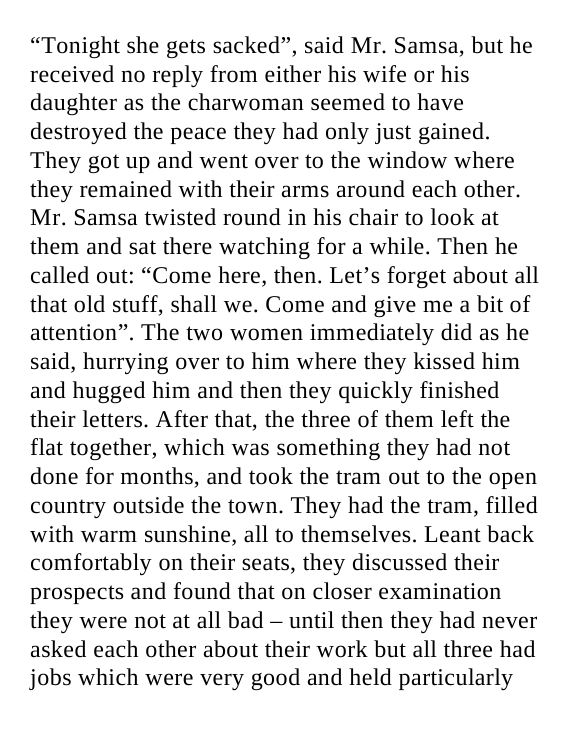 “Tonight she gets sacked”, said Mr. Samsa, but he
received no reply from either his wife or his
daughter as the charwoman seemed to have
destroyed the peace they had only just gained.
They got up and went over to the window where
they remained with their arms around each other.
Mr. Samsa twisted round in his chair to look at
them and sat there watching for a while. Then he
called out: “Come here, then. Let’s forget about all
that old stuff, shall we. Come and give me a bit of
attention”. The two women immediately did as he
said, hurrying over to him where they kissed him
and hugged him and then they quickly finished
their letters. After that, the three of them left the
flat together, which was something they had not
done for months, and took the tram out to the open
country outside the town. They had the tram, filled
with warm sunshine, all to themselves. Leant back
comfortably on their seats, they discussed their
prospects and found that on closer examination
they were not at all bad – until then they had never
asked each other about their work but all three had
jobs which were very good and held particularly